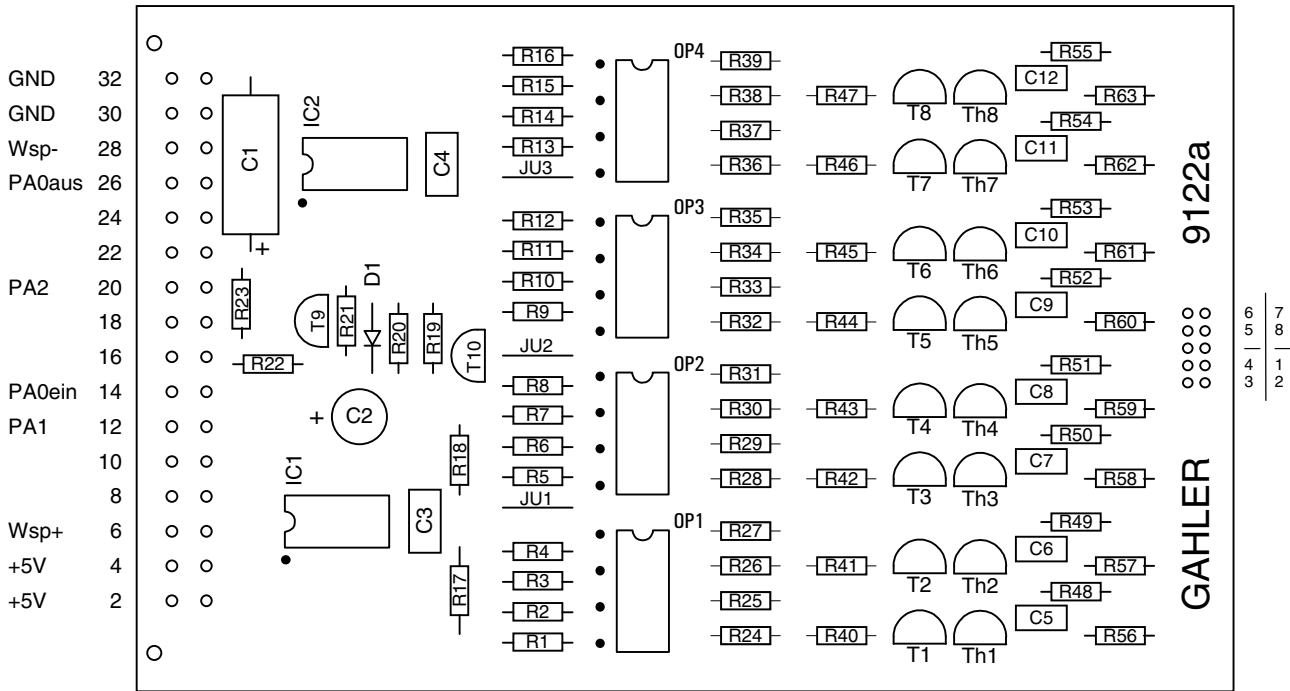 GND 32
GND 30
Wsp- 28
PA0aus 26
24
22
PA2 20
18
16
PA0ein 14
PA1 12
10
8
Wsp+ 6
+5V 4
+5V 2
C1
+
IC2
C4
R23
R22
T9
R21
D1
R20
R19
T10
+ C2
R18
IC1
C3
R17
R16
R15
R14
R13
JU3
R12
R11
R10
R9
JU2
R8
R7
R6
R5
JU1
R4
R3
R2
R1
OP4
OP3
OP2
OP1
R39
R38
R37
R36
R35
R34
R33
R32
R31
R30
R29
R28
R27
R26
R25
R24
R47
R46
R45
R44
R43
R42
R41
R40
T8 Th8
T7 Th7
T6 Th6
T5 Th5
T4 Th4
T3 Th3
T2 Th2
T1 Th1
R55
C12
R63
R54
C11
R62
R53
C10
R61
R52
C9
R60
R51
C8
R59
R50
C7
R58
R49
C6
R57
R48
C5
R56
9122a
GAHLER
6 7
5 8
4 1
3 2